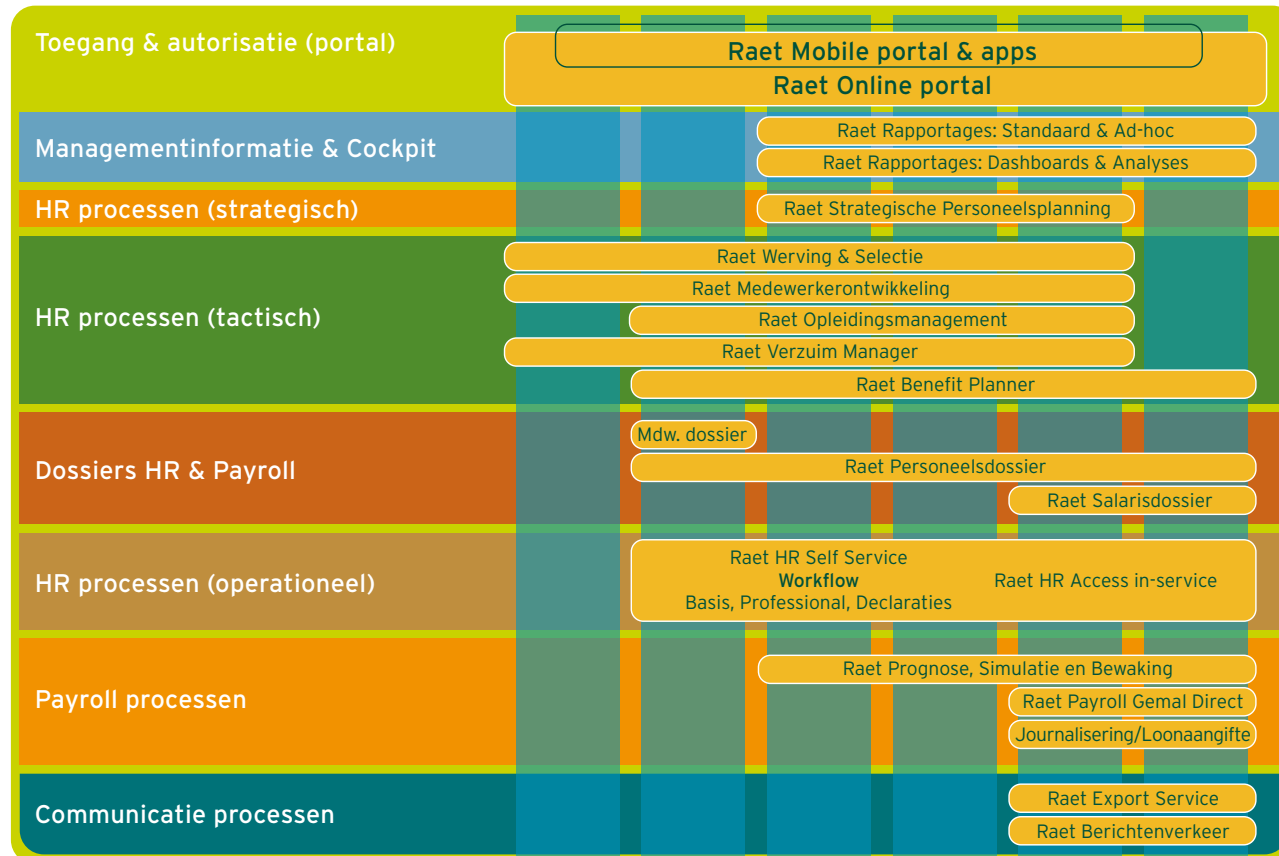 Toegang & autorisatie (portal)
Raet Mobile portal & apps
Raet Online portal
Managementinformatie & Cockpit
Raet Rapportages: Standaard & Ad-hoc
Raet Rapportages: Dashboards & Analyses
HR processen (strategisch)
Raet Strategische Personeelsplanning
HR processen (tactisch)
Raet Werving & Selectie
Raet Medewerkerontwikkeling
Raet Opleidingsmanagement
Raet Verzuim Manager
Raet Benefit Planner
Dossiers HR & Payroll
Mdw. dossier
Raet Personeelsdossier
Raet Salarisdossier
HR processen (operationeel)
Raet HR Self Service
Workflow
Basis, Professional, Declaraties
Raet HR Access in-service
Payroll processen
Raet Prognose, Simulatie en Bewaking
Raet Payroll Gemal Direct
Journalisering/Loonaangifte
Communicatie processen
Raet Export Service
Raet Berichtenverkeer